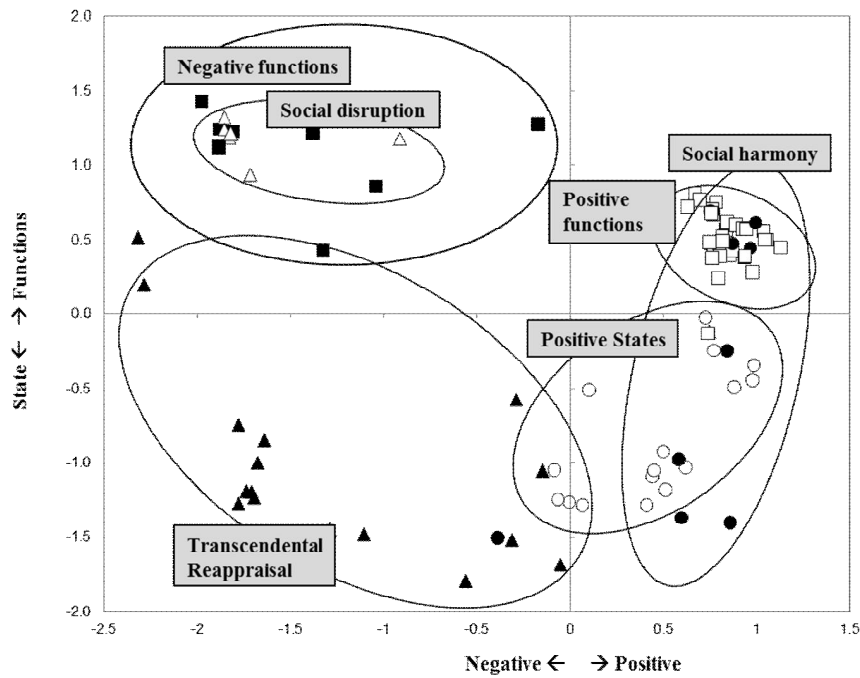 2.0
Negative functions
1.5
Social disruption
Social harmony
1.0
Positive
functions
0.5
State ← → Functions
0.0
Positive States
-0.5
-1.0
-1.5
Transcendental
Reappraisal
-2.0
-2.5 -2 -1.5 -1 -0.5 0 0.5 1 1.5
Negative ← → Positive